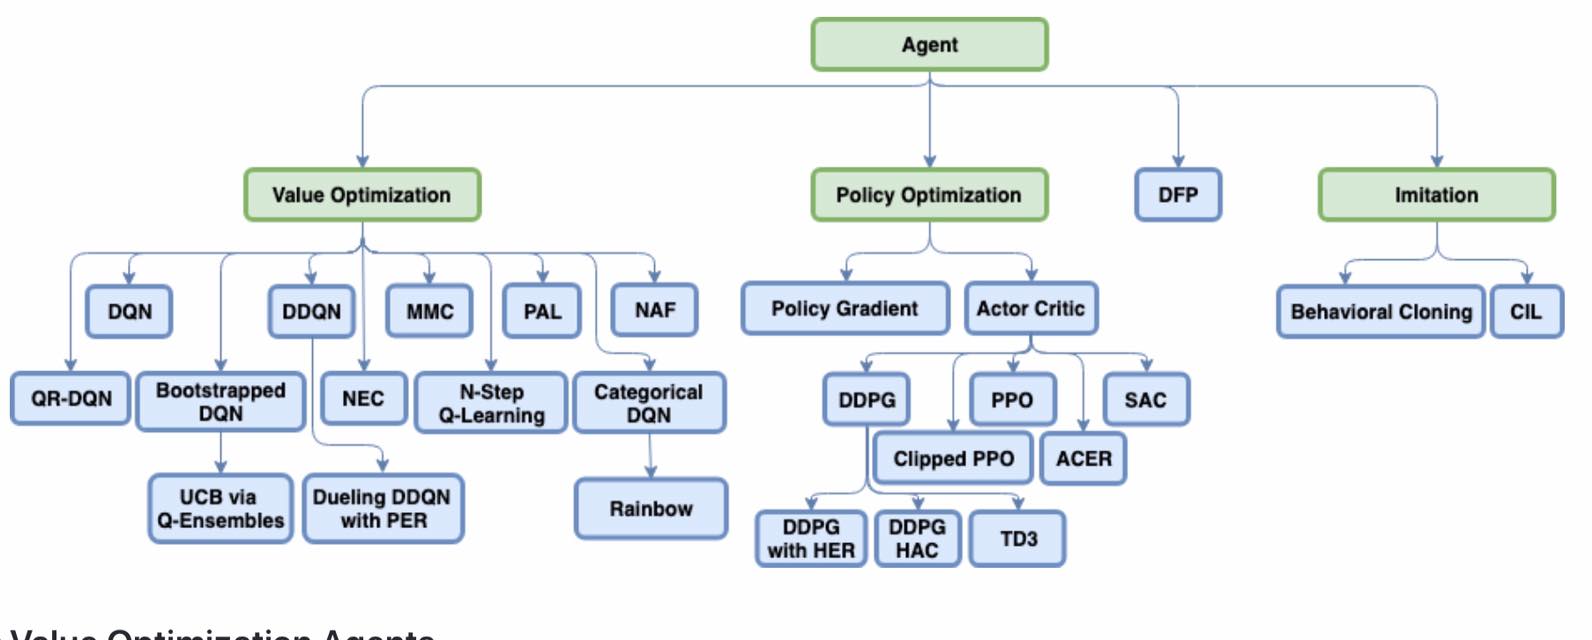 Agent
Value Optimization
Policy Optimization
DFP
Imitation
DQN
DDQN
MMC
PAL
NAF
Policy Gradient
Actor Critic
Behavioral Cloning
CIL
QR-DQN
Bootstrapped
DQN
NEC
N-Step
Q-Learning
Categorical
DQN
DDPG
PPO
SAC
Clipped PPO
ACER
UCB via
Q-Ensembles
Dueling DDQN
with PER
Rainbow
DDPG
with HER
DDPG
HAC
TD3
Value Optimization Agents